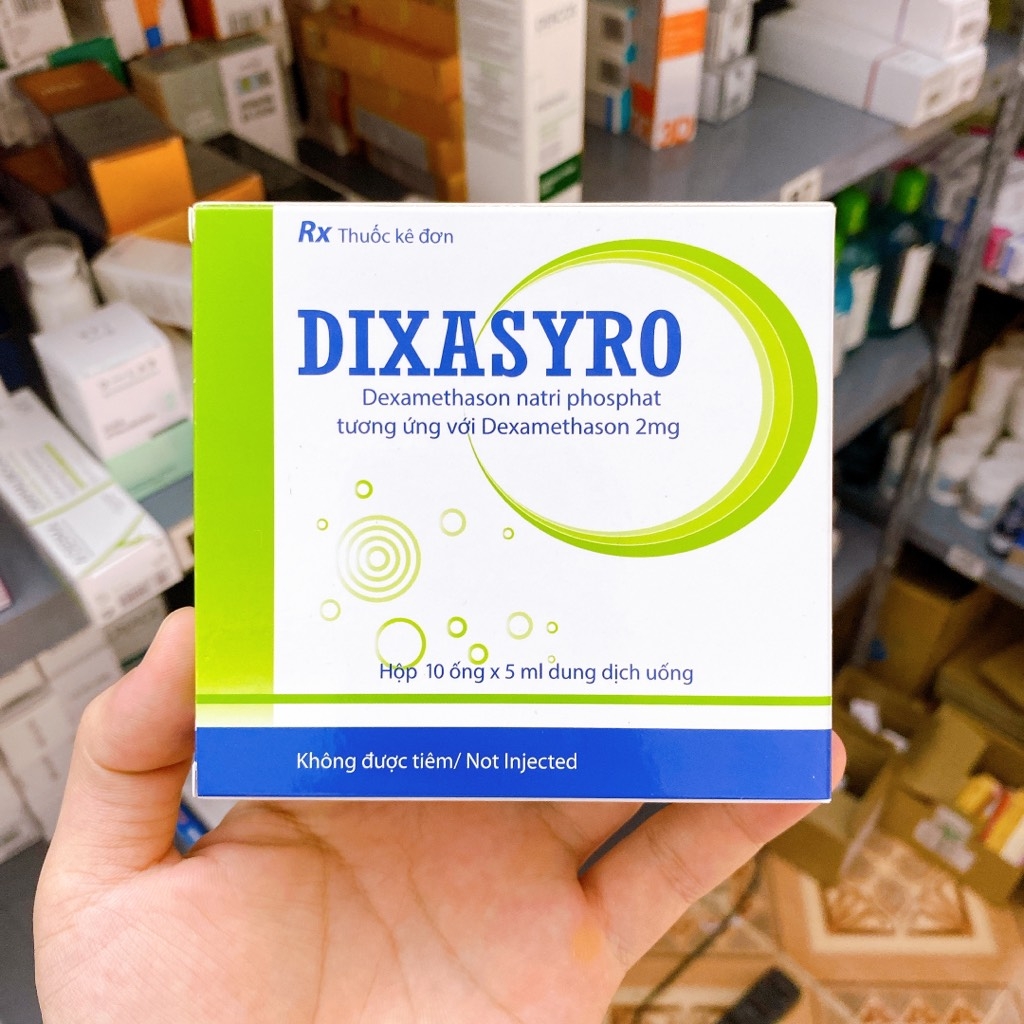 Rx Thuốc kê đơn
DIXASYRO
Dexamethason natri phosphat
tương ứng với Dexamethason 2mg
Hộp 10 ống x 5 ml dung dịch uống
Không được tiêm/ Not Injected